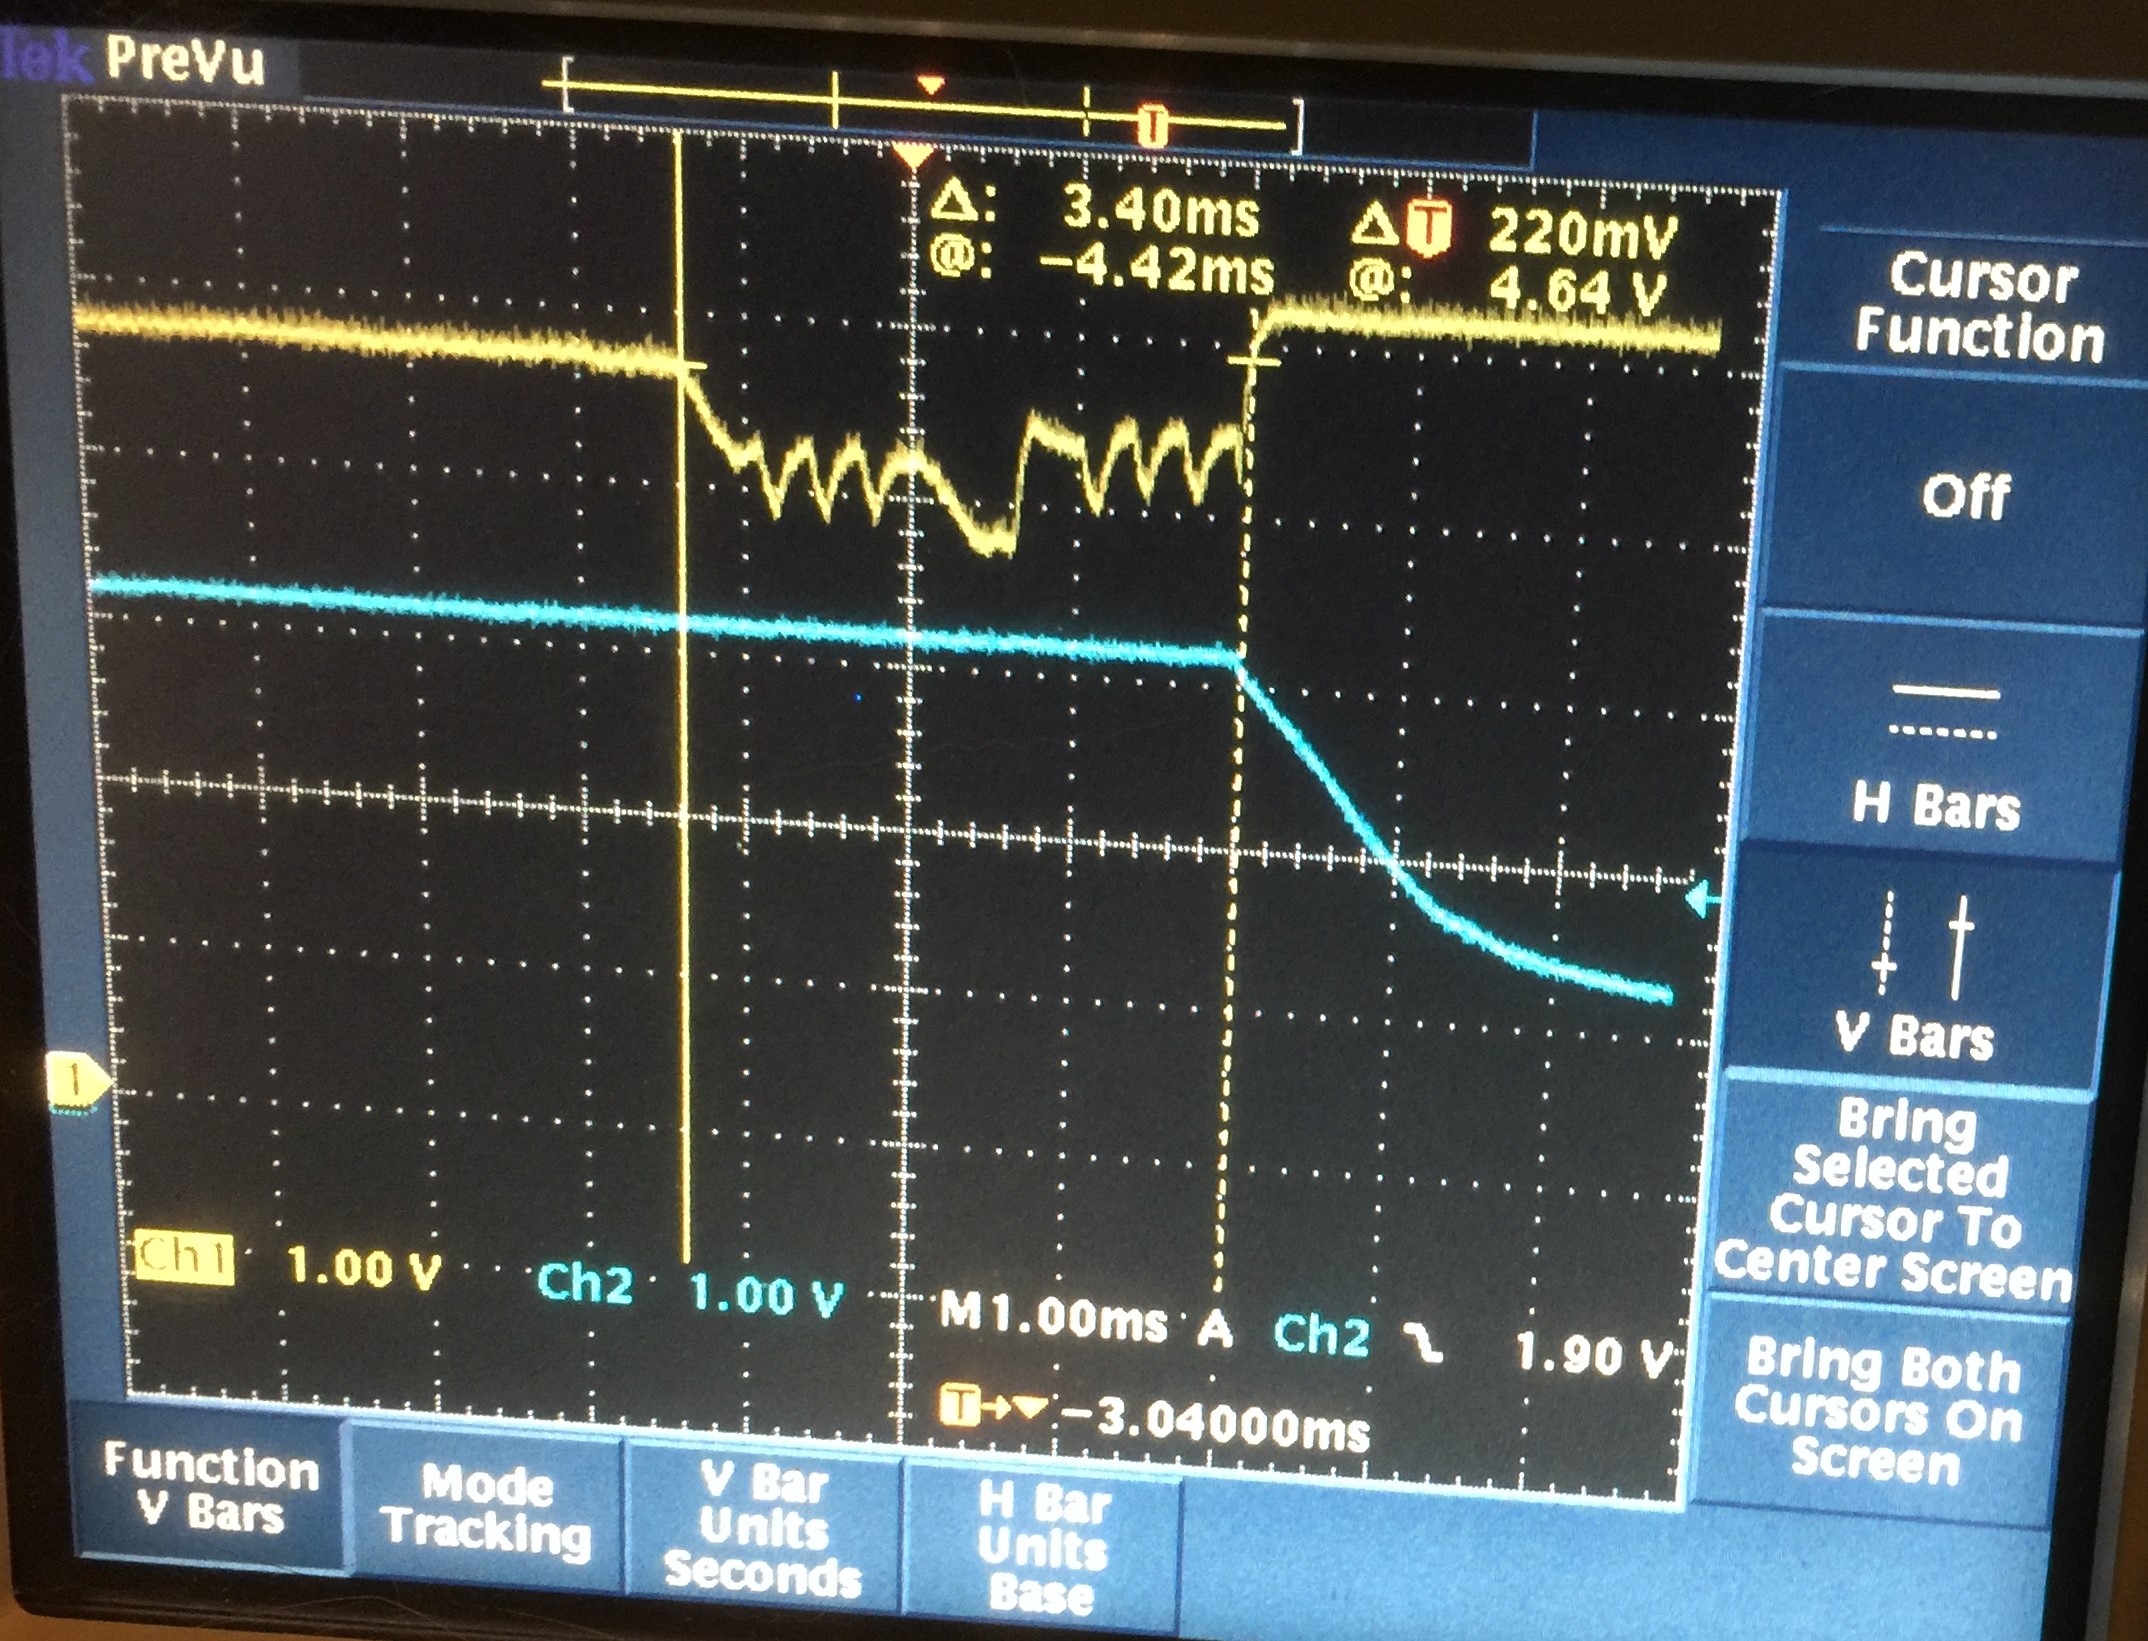 Tek PreVu
T
Δ: 3.40ms Δ T 220mV
@: -4.42ms @: 4.64 V
Cursor
Function
Off
H Bars
V Bars
Bring
Selected
Cursor To
Center Screen
Bring Both
Cursors On
Screen
1
Ch1 1.00 V Ch2 1.00 V M1.00ms A Ch2 1.90 V
T -3.04000ms
Function
V Bars
Mode
Tracking
V Bar
Units
Seconds
H Bar
Units
Base